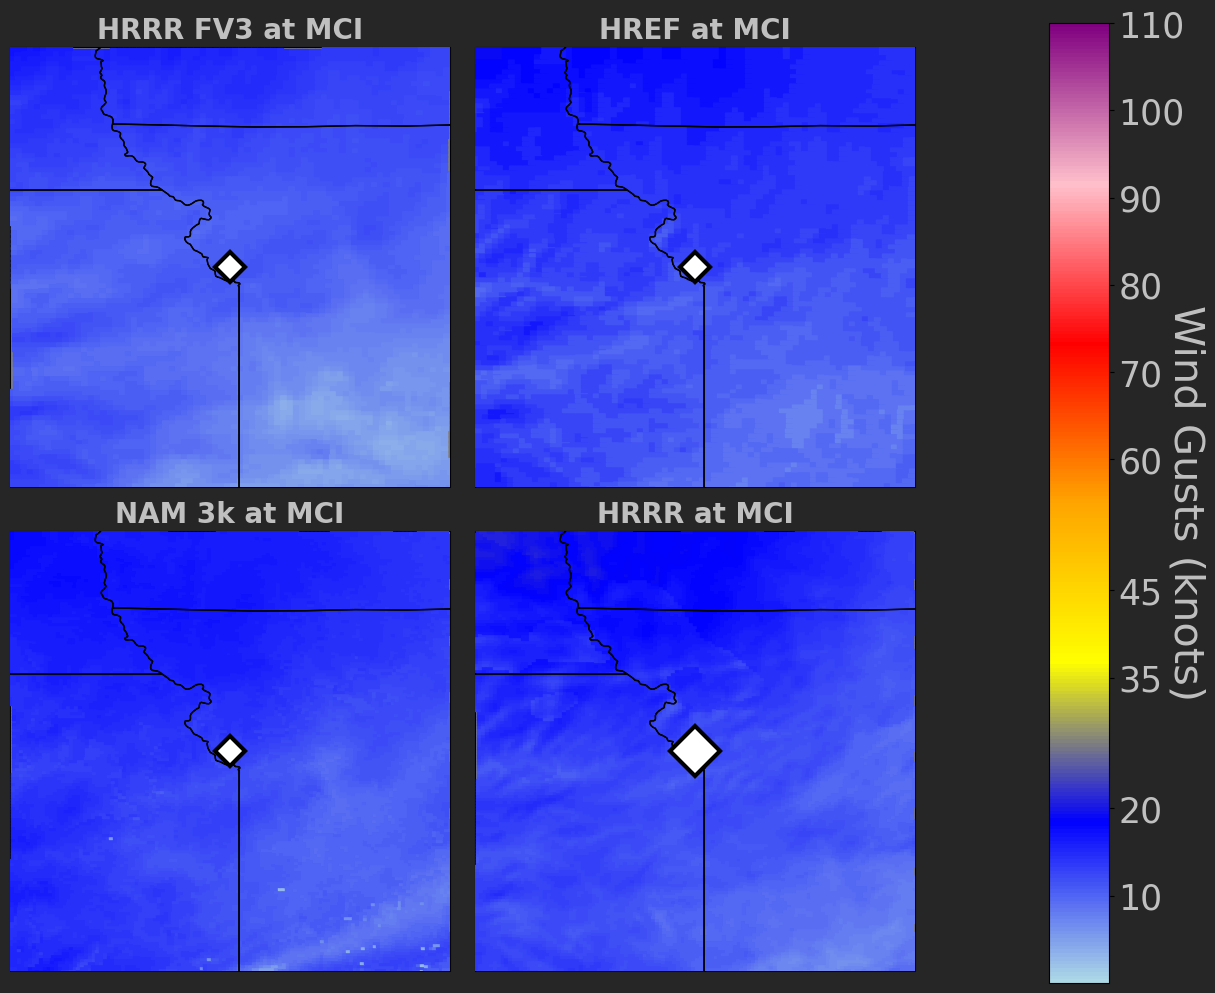 HRRR FV3 at MCI
HREF at MCI
NAM 3k at MCI
HRRR at MCI
110
100
90
80
70
60
45
35
20
10
Wind Gusts (knots)